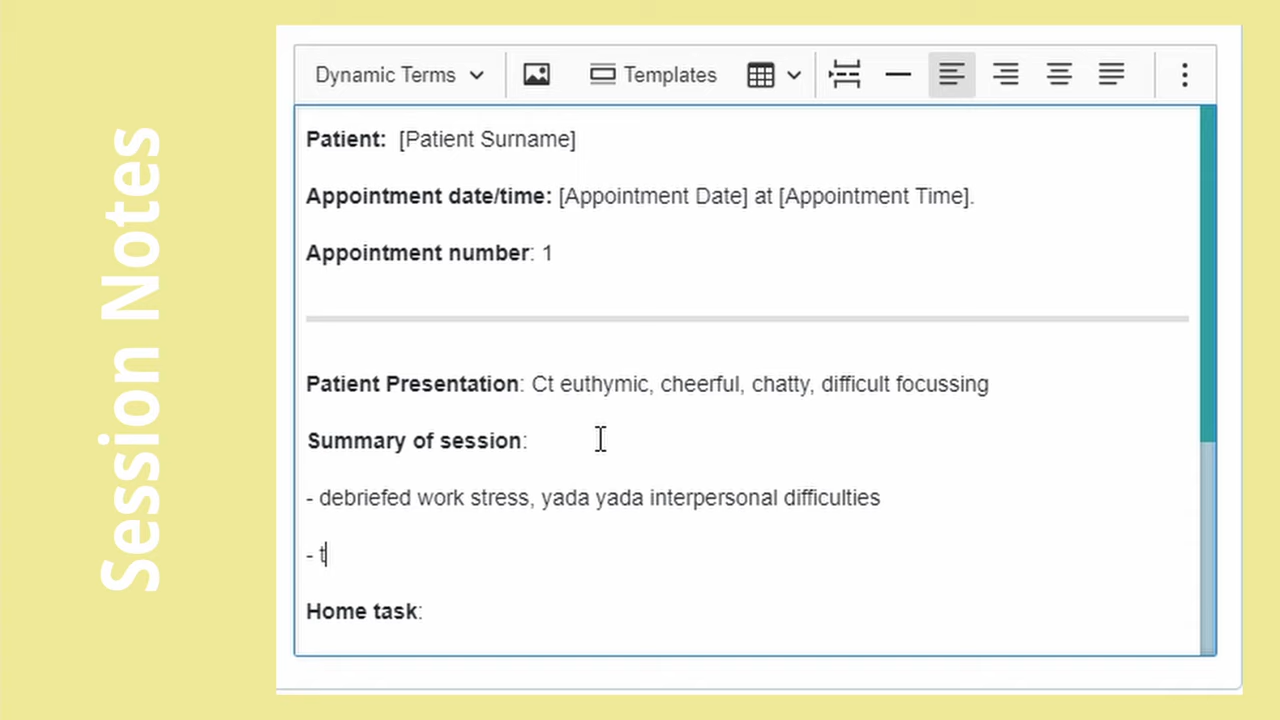 Session Notes
Dynamic Terms
Templates
Patient: [Patient Surname]
Appointment date/time: [Appointment Date] at [Appointment Time].
Appointment number: 1
Patient Presentation: Ct euthymic, cheerful, chatty, difficult focussing
Summary of session:
- debriefed work stress, yada yada interpersonal difficulties
- t
Home task: